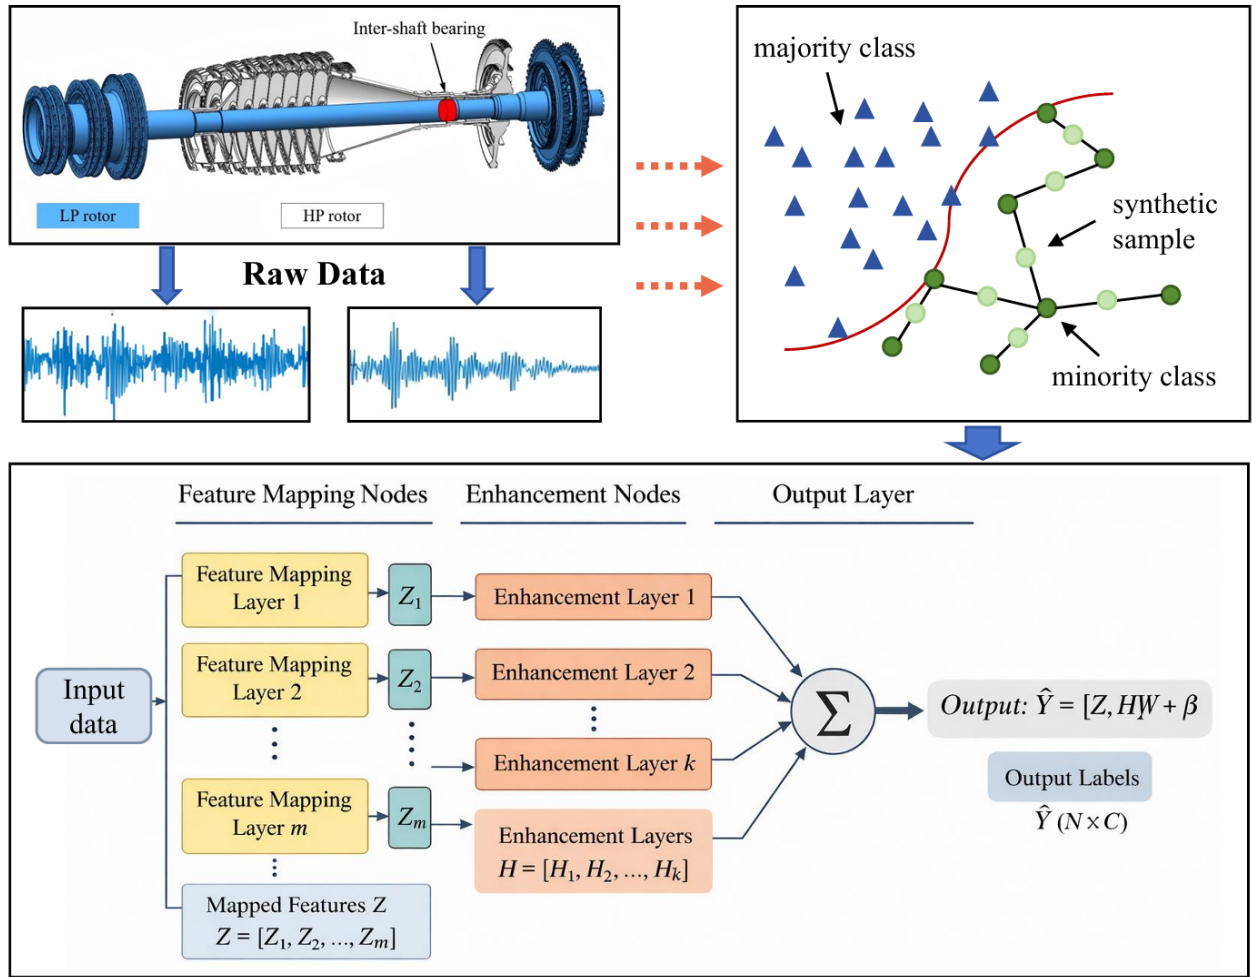 Inter-shaft bearing
LP rotor
HP rotor
Raw Data
majority class
synthetic
sample
minority class
Feature Mapping Nodes
Enhancement Nodes
Output Layer
Feature Mapping
Layer 1
Z₁
Enhancement Layer 1
Feature Mapping
Layer 2
Z₂
Enhancement Layer 2
Input
data
Σ
Output: Ŷ = [Z, HW + β
Enhancement Layer k
Output Labels
Ŷ (N × C)
Feature Mapping
Layer m
Zₘ
Enhancement Layers
H = [H₁, H₂, ..., Hₖ]
Mapped Features Z
Z = [Z₁, Z₂, ..., Zₘ]